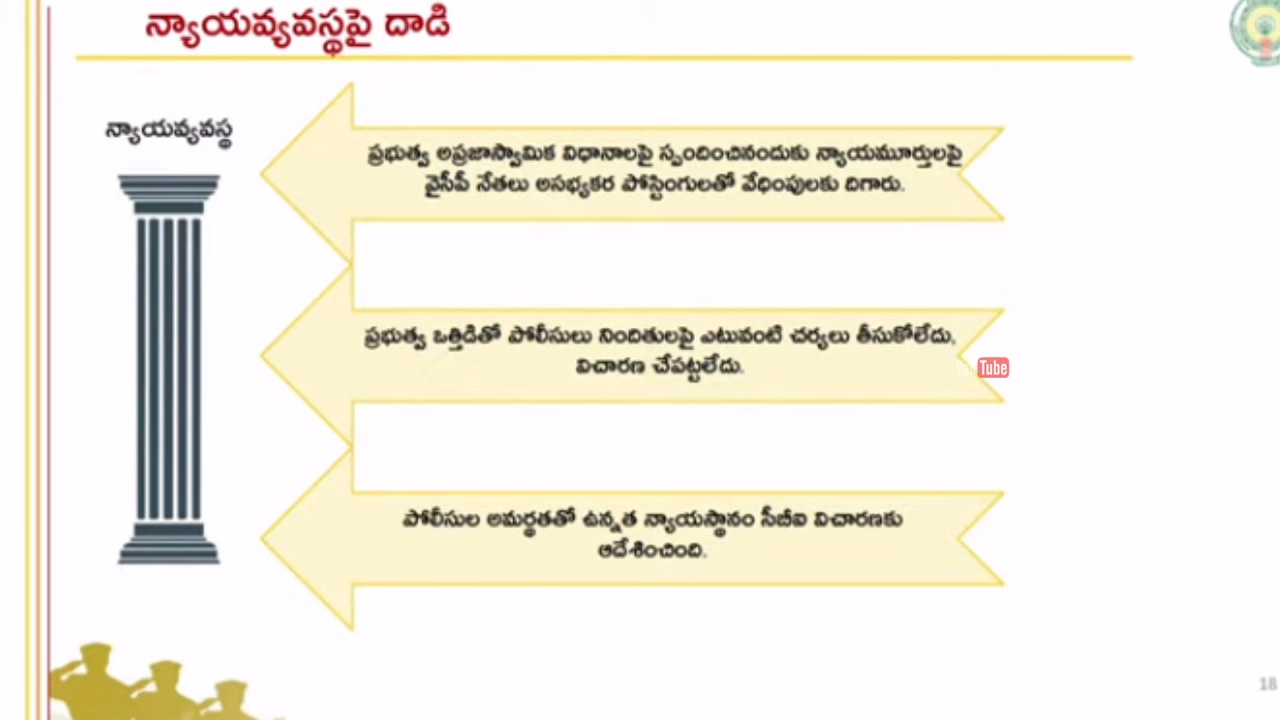 న్యాయవ్యవస్థపై దాడి
న్యాయవ్యవస్థ
ప్రభుత్వ అప్రజాస్వామిక విధానాలపై స్పందించినందుకు న్యాయమూర్తులపై
వైసీపీ నేతలు అసభ్యకర పోస్టింగులతో వేధింపులకు దిగారు.
ప్రభుత్వ ఒత్తిడితో పోలీసులు నిందితులపై ఎటువంటి చర్యలు తీసుకోలేదు,
విచారణ చేపట్టలేదు.
Tube
పోలీసుల అమర్థతతో ఉన్నత న్యాయస్థానం సీబీఐ విచారణకు
ఆదేశించింది.
18